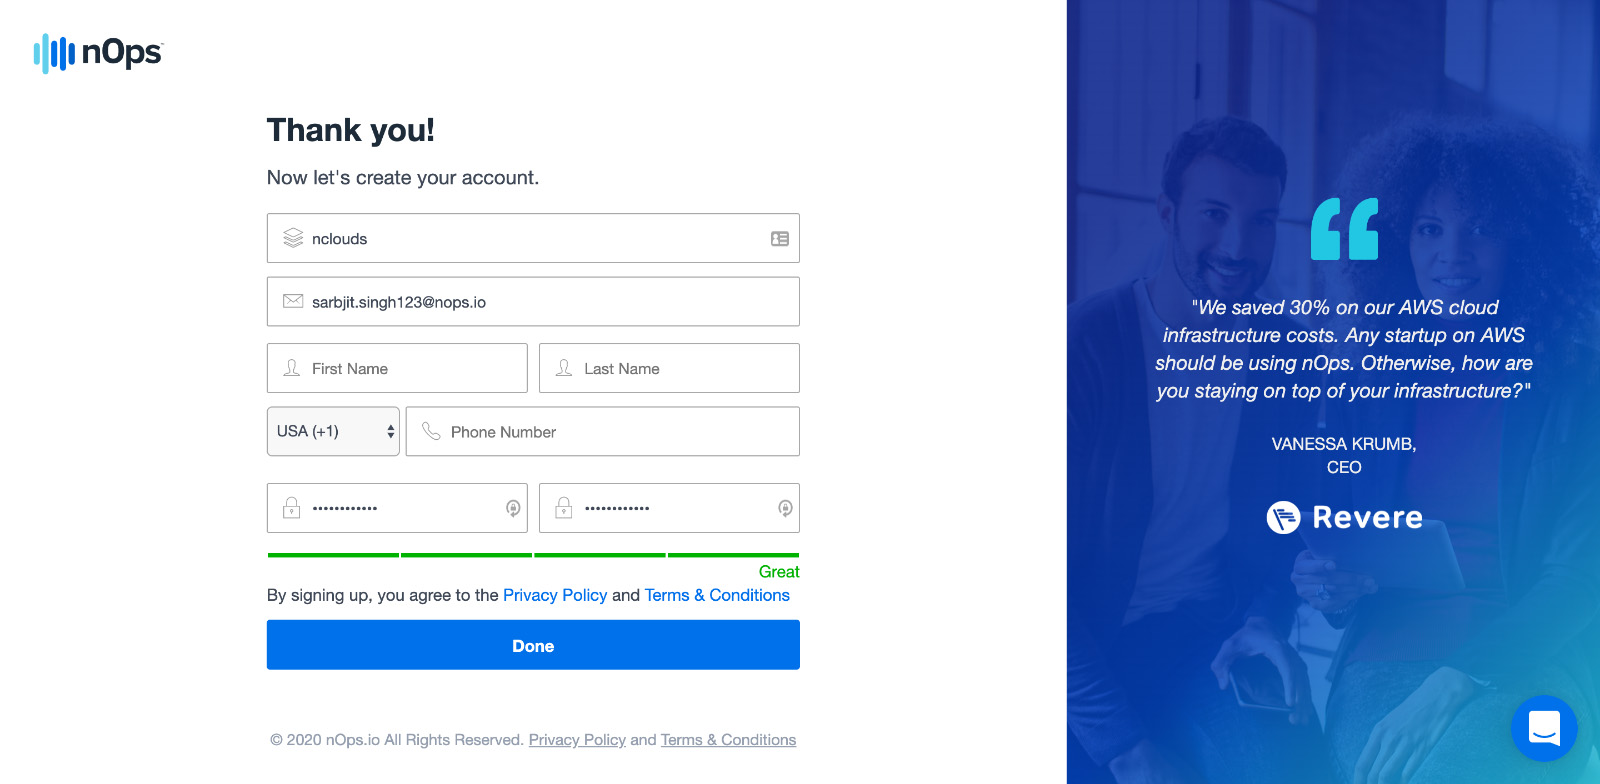 nOps
Thank you!
Now let's create your account.
nclouds
sarbjit.singh123@nops.io
First Name
Last Name
USA (+1)
Phone Number
••••••••••••
••••••••••••
Great
By signing up, you agree to the Privacy Policy and Terms & Conditions
Done
© 2020 nOps.io All Rights Reserved. Privacy Policy and Terms & Conditions
"We saved 30% on our AWS cloud
infrastructure costs. Any startup on AWS
should be using nOps. Otherwise, how are
you staying on top of your infrastructure?"
VANESSA KRUMB,
CEO
Revere